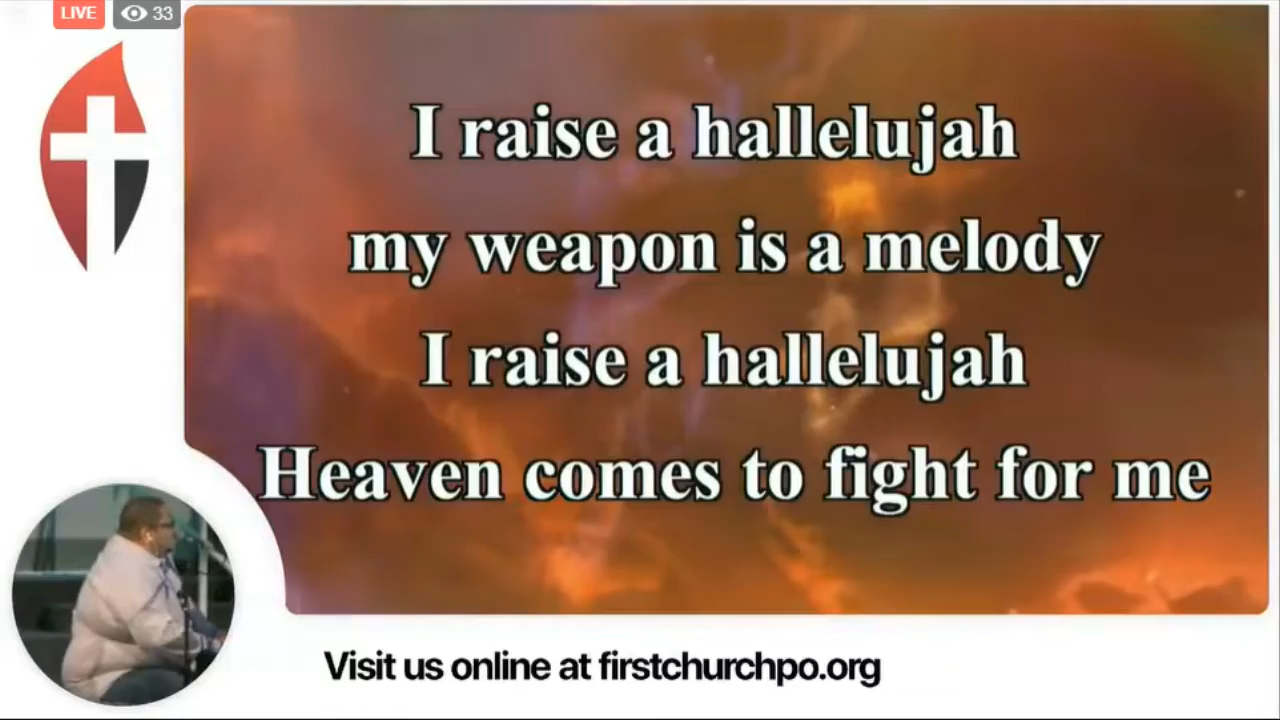 LIVE 33
I raise a hallelujah
my weapon is a melody
I raise a hallelujah
Heaven comes to fight for me
Visit us online at firstchurchpo.org